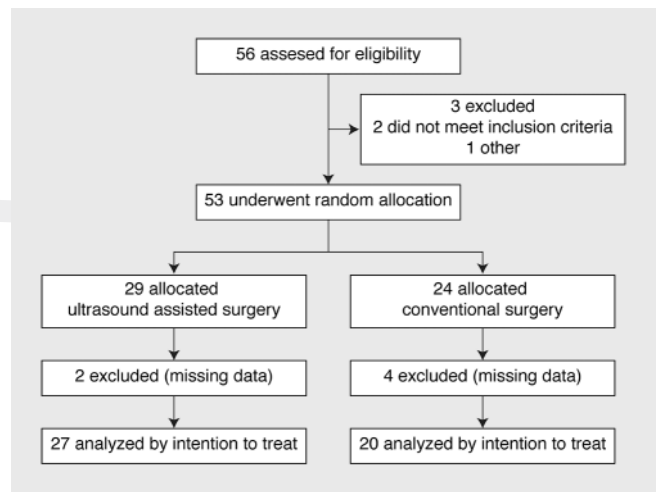 56 assesed for eligibility
3 excluded
2 did not meet inclusion criteria
1 other
53 underwent random allocation
29 allocated
ultrasound assisted surgery
24 allocated
conventional surgery
2 excluded (missing data)
4 excluded (missing data)
27 analyzed by intention to treat
20 analyzed by intention to treat